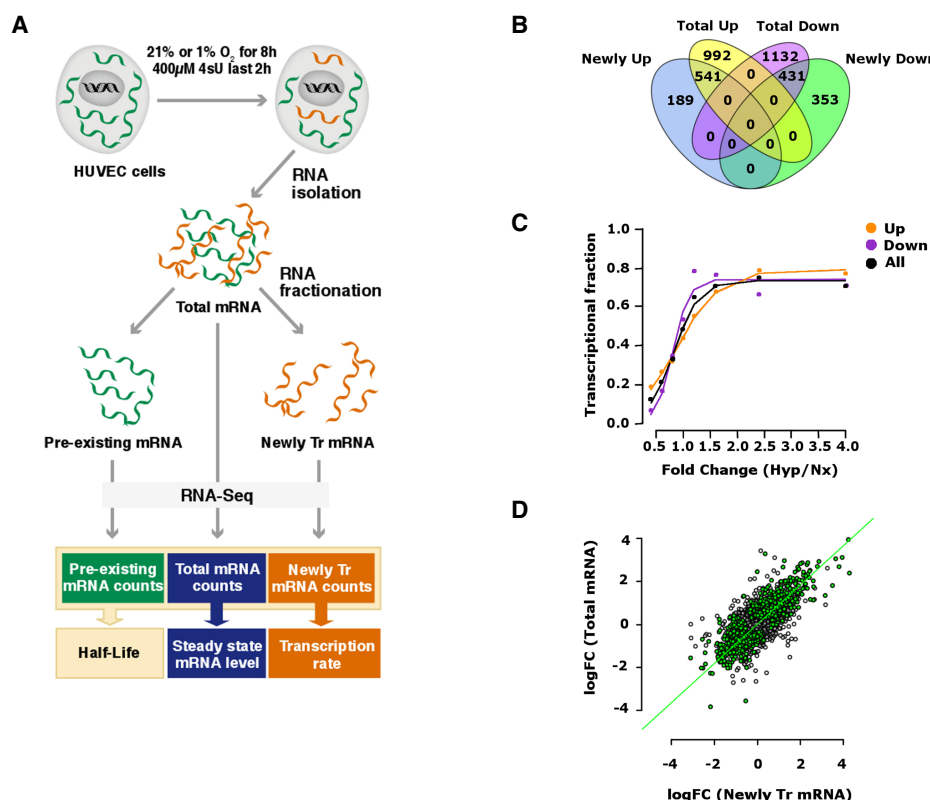 A
21% or 1% O2 for 8h
400µM 4sU last 2h
HUVEC cells
RNA
isolation
RNA
fractionation
Total mRNA
Pre-existing mRNA
Newly Tr mRNA
RNA-Seq
Pre-existing
mRNA counts
Total mRNA
counts
Newly Tr
mRNA counts
Half-Life
Steady state
mRNA level
Transcription
rate
B
Total Up
Total Down
Newly Up
Newly Down
992
1132
541
0
431
189
0
0
353
0
0
0
0
0
0
C
Up
Down
All
Transcriptional fraction
1.0
0.8
0.6
0.4
0.2
0.0
0.5
1.0
1.5
2.0
2.5
3.0
3.5
4.0
Fold Change (Hyp/Nx)
D
logFC (Total mRNA)
4
2
0
-2
-4
-4
-2
0
2
4
logFC (Newly Tr mRNA)